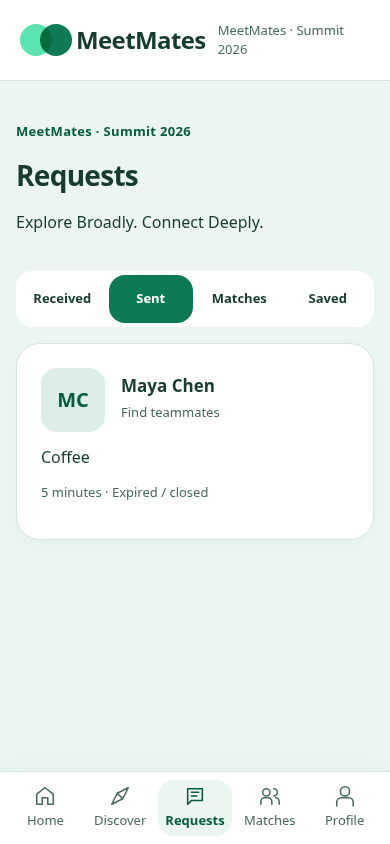 MeetMates
MeetMates · Summit
2026
MeetMates · Summit 2026
Requests
Explore Broadly. Connect Deeply.
Received Sent Matches Saved
MC
Maya Chen
Find teammates
Coffee
5 minutes · Expired / closed
Home Discover Requests Matches Profile